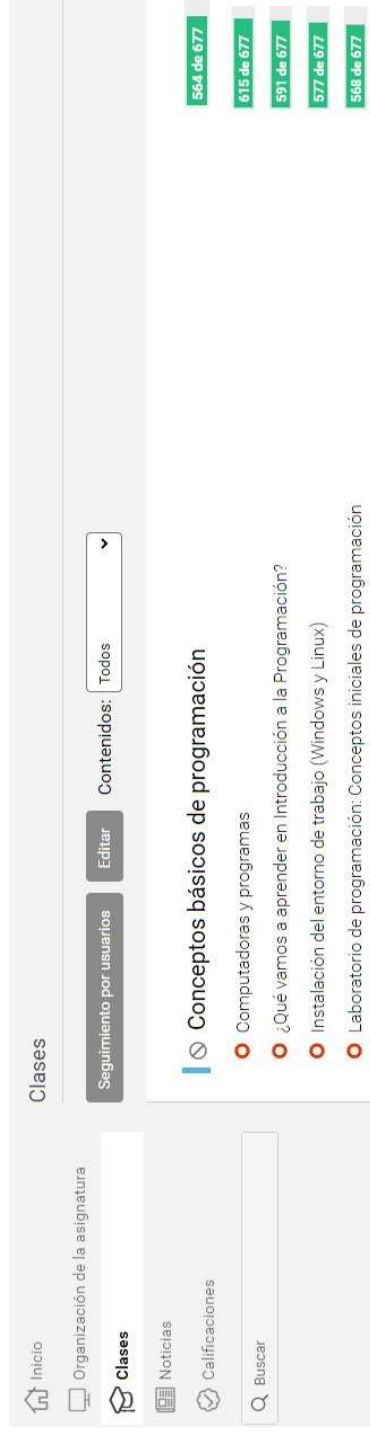 Inicio
Organización de la asignatura
Clases
Noticias
Calificaciones
Buscar
Clases
Seguimiento por usuarios Editar Contenidos: Todos
Conceptos básicos de programación 564 de 677
Computadoras y programas 615 de 677
¿Qué vamos a aprender en Introducción a la Programación? 591 de 677
Instalación del entorno de trabajo (Windows y Linux) 577 de 677
Laboratorio de programación: Conceptos iniciales de programación 568 de 677